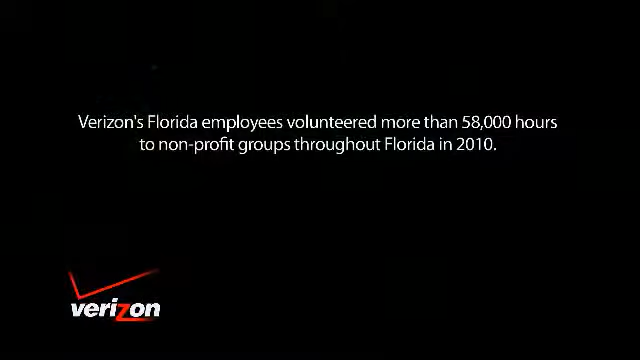 Verizon's Florida employees volunteered more than 58,000 hours
to non-profit groups throughout Florida in 2010.
verizon